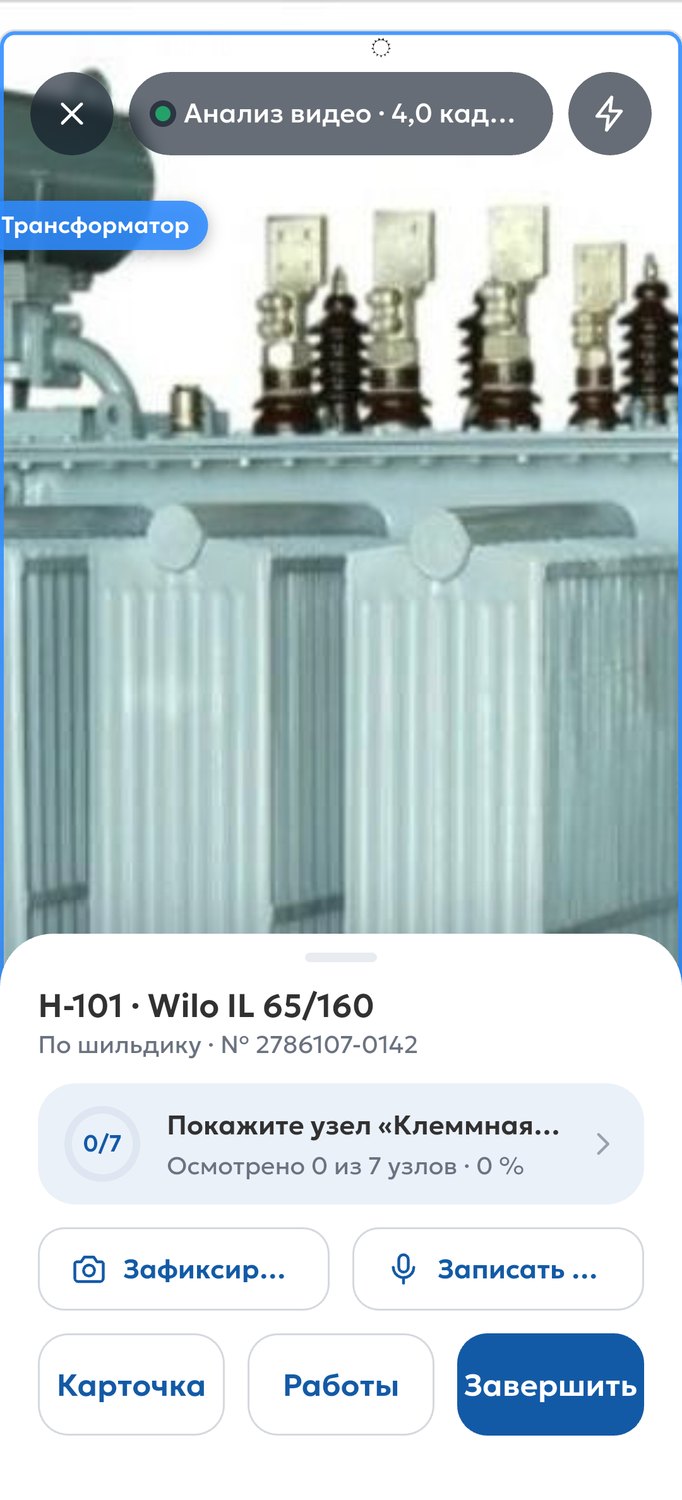 Анализ видео · 4,0 кад...
Трансформатор
Н-101 · Wilo IL 65/160
По шильдику · № 2786107-0142
0/7
Покажите узел «Клеммная...
Осмотрено 0 из 7 узлов · 0 %
Зафиксир...
Записать ...
Карточка
Работы
Завершить